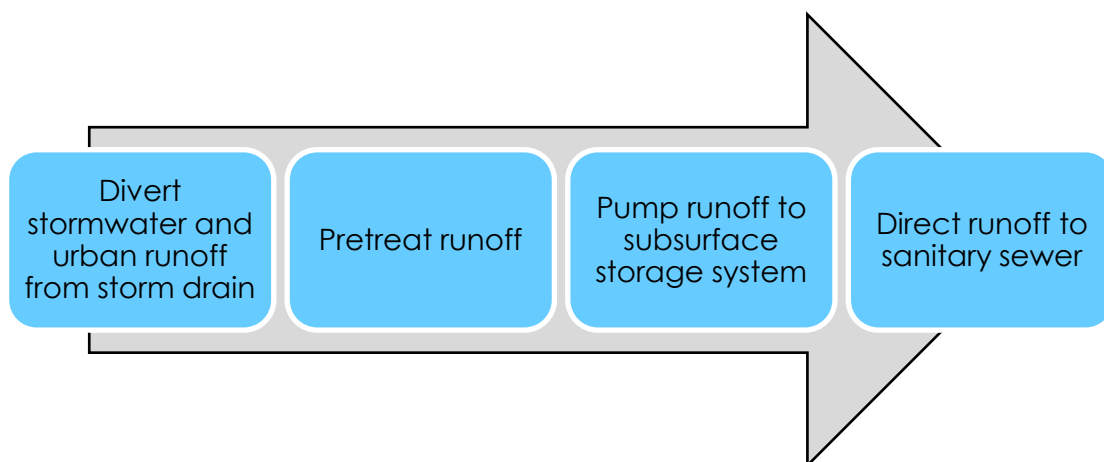 Divert
stormwater and
urban runoff
from storm drain
Pretreat runoff
Pump runoff to
subsurface
storage system
Direct runoff to
sanitary sewer